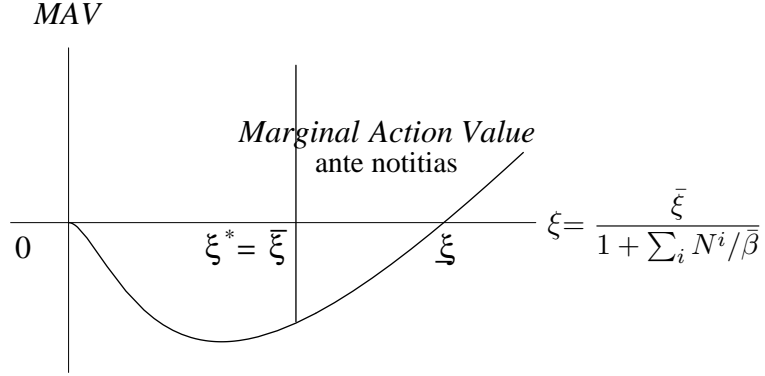 MAV
Marginal Action Value
ante notitias
0
ξ* = ξ̄
ξ̲
ξ = ξ̄ / (1 + ∑ᵢ Nⁱ/β̄)